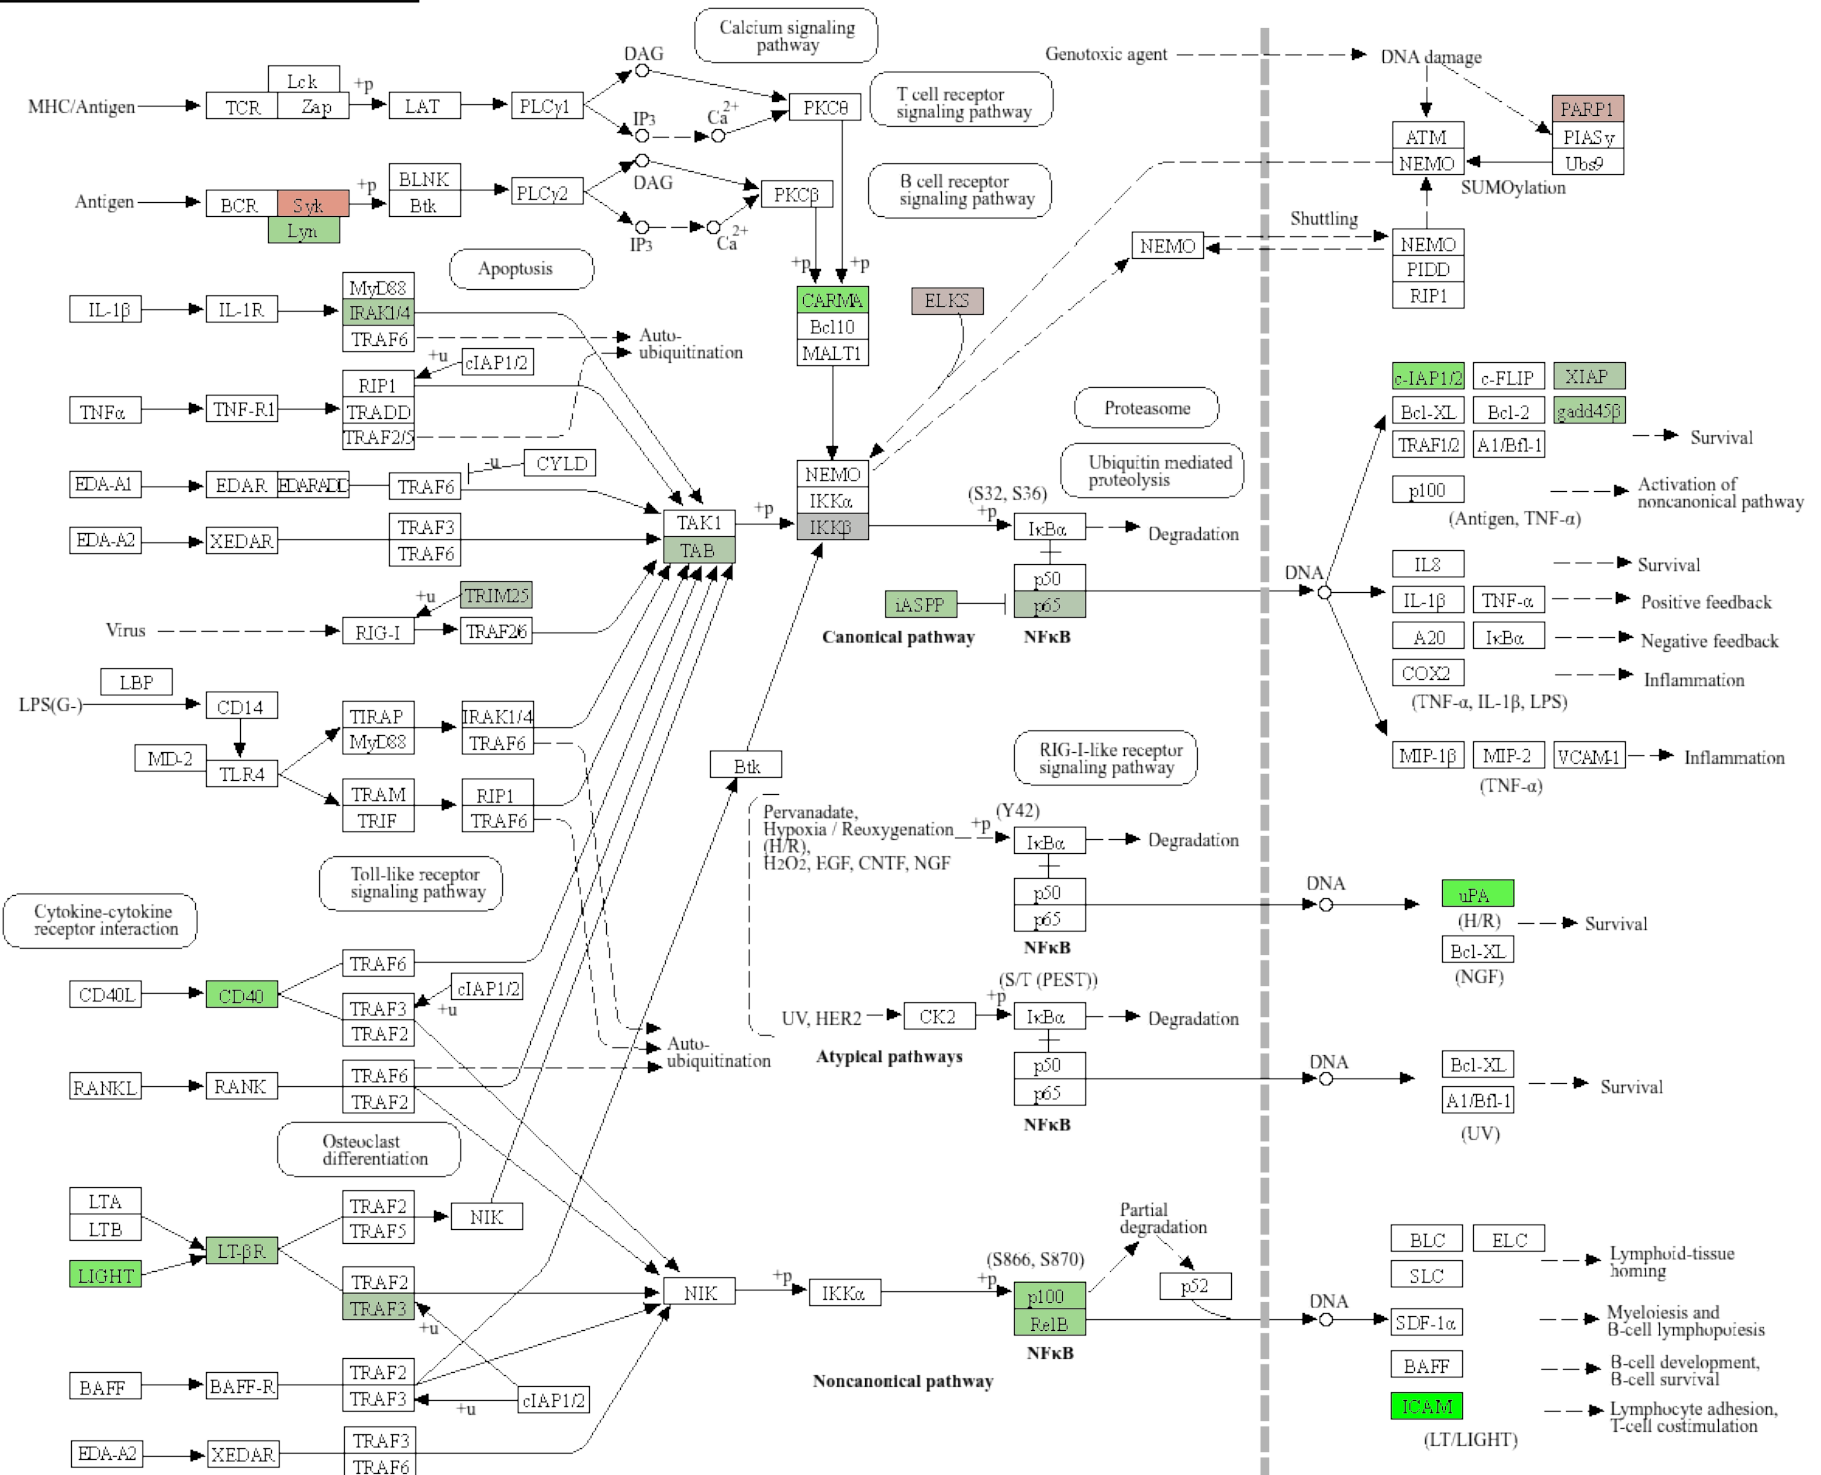 Calcium signaling
pathway
DAG
Genotoxic agent
DNA damage
Lck
+p
MHC/Antigen
TCR
Zap
LAT
PLCγ1
IP3
Ca2+
PKCθ
T cell receptor
signaling pathway
PARP1
ATM
PIASy
NEMO
Ubs9
SUMOylation
Antigen
BCR
Syk
Lyn
+p
BLNK
Btk
PLCγ2
DAG
IP3
Ca2+
PKCβ
B cell receptor
signaling pathway
Shuttling
NEMO
NEMO
PIDD
RIP1
Apoptosis
+p
+p
IL-1β
IL-1R
MyD88
IRAK1/4
TRAF6
Auto-
ubiquitination
CARMA
Bcl10
MALT1
ELKS
TNFα
TNF-R1
RIP1
TRADD
TRAF2/5
+u
cIAP1/2
Proteasome
c-IAP1/2
c-FLIP
XIAP
Bcl-XL
Bcl-2
gadd45β
TRAF1/2
A1/Bfl-1
Survival
EDA-A1
EDAR
EDARADD
TRAF6
-u
CYLD
NEMO
IKKα
IKKβ
Ubiquitin mediated
proteolysis
p100
Activation of
noncanonical pathway
(Antigen, TNF-α)
EDA-A2
XEDAR
TRAF3
TRAF6
TAK1
TAB
+p
(S32, S36)
+p
IκBα
Degradation
p50
p65
iASPP
Canonical pathway
NFκB
DNA
IL8
Survival
IL-1β
TNF-α
Positive feedback
A20
IκBα
Negative feedback
COX2
Inflammation
(TNF-α, IL-1β, LPS)
Virus
RIG-I
+u
TRIM25
TRAF26
LBP
LPS(G-)
CD14
MD-2
TLR4
TIRAP
MyD88
IRAK1/4
TRAF6
TRAM
TRIF
RIP1
TRAF6
Btk
RIG-I-like receptor
signaling pathway
MIP-1β
MIP-2
VCAM-1
Inflammation
(TNF-α)
Pervanadate,
Hypoxia / Reoxygenation
(H/R),
H2O2, EGF, CNTF, NGF
+p
(Y42)
IκBα
Degradation
p50
p65
NFκB
DNA
uPA
(H/R)
Survival
Bcl-XL
(NGF)
Toll-like receptor
signaling pathway
Cytokine-cytokine
receptor interaction
CD40L
CD40
TRAF6
TRAF3
TRAF2
+u
cIAP1/2
UV, HER2
CK2
+p
(S/T (PEST))
IκBα
Degradation
Atypical pathways
p50
p65
NFκB
DNA
Bcl-XL
A1/Bfl-1
Survival
(UV)
Auto-
ubiquitination
RANKL
RANK
TRAF6
TRAF2
Osteoclast
differentiation
LTA
LTB
LIGHT
LT-βR
TRAF2
TRAF5
NIK
TRAF2
TRAF3
+u
NIK
+p
IKKα
(S866, S870)
+p
p100
RelB
NFκB
Partial
degradation
p52
DNA
BLC
ELC
SLC
Lymphoid-tissue
homing
SDF-1α
Myeloiesis and
B-cell lymphopoiesis
BAFF
B-cell development,
B-cell survival
ICAM
Lymphocyte adhesion,
T-cell costimulation
(LT/LIGHT)
Noncanonical pathway
BAFF
BAFF-R
TRAF2
TRAF3
+u
cIAP1/2
EDA-A2
XEDAR
TRAF3
TRAF6